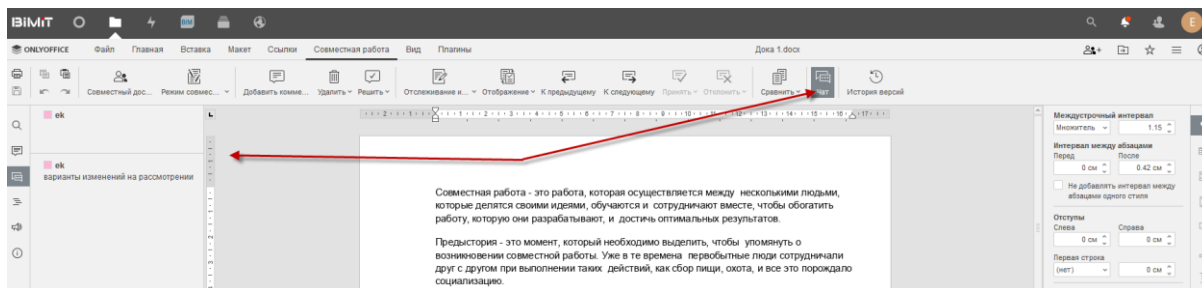 BIMIT
BIM
E
ONLYOFFICE Файл Главная Вставка Макет Ссылки Совместная работа Вид Плагины Дока 1.docx
Совместный дос... Режим совмес... Добавить комме... Удалить Решить Отслеживание и... Отображение К предыдущему К следующему Принять Отклонить Сравнить Чат История версий
ek
ek
варианты изменений на рассмотрении
Совместная работа - это работа, которая осуществляется между несколькими людьми,
которые делятся своими идеями, обучаются и сотрудничают вместе, чтобы обогатить
работу, которую они разрабатывают, и достичь оптимальных результатов.
Предыстория - это момент, который необходимо выделить, чтобы упомянуть о
возникновении совместной работы. Уже в те времена первобытные люди сотрудничали
друг с другом при выполнении таких действий, как сбор пищи, охота, и все это порождало
социализацию.
Междустрочный интервал
Множитель 1.15
Интервал между абзацами
Перед После
0 см 0.42 см
Не добавлять интервал между
абзацами одного стиля
Отступы
Слева Справа
0 см 0 см
Первая строка
(нет) 0 см